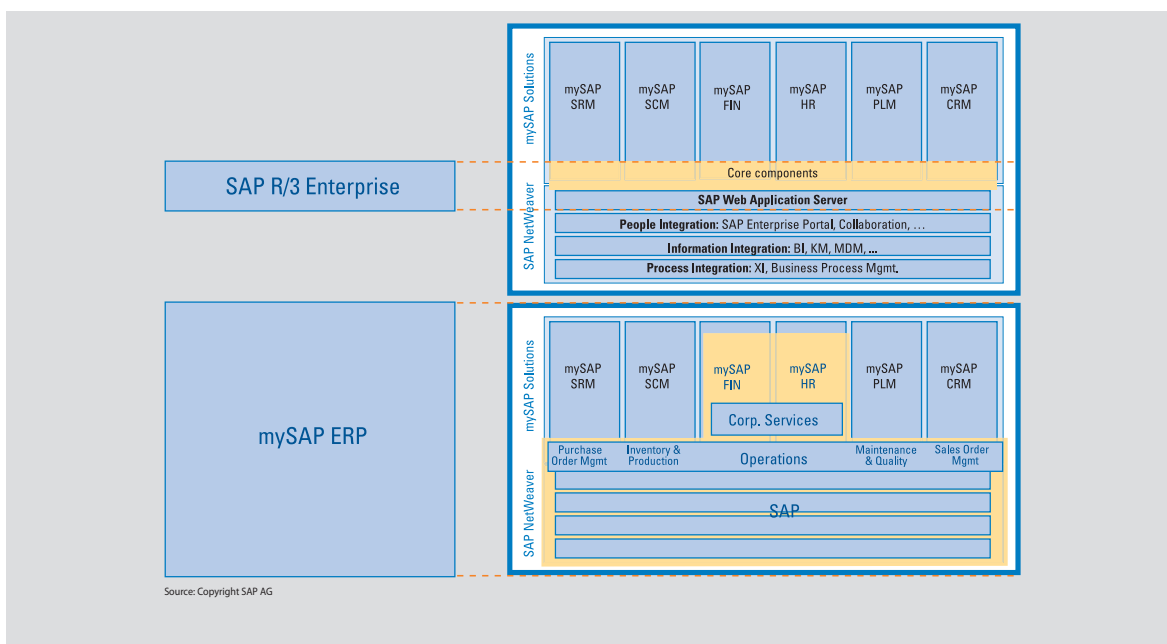 mySAP Solutions
mySAP
SRM
mySAP
SCM
mySAP
FIN
mySAP
HR
mySAP
PLM
mySAP
CRM
SAP R/3 Enterprise
Core components
SAP NetWeaver
SAP Web Application Server
People Integration: SAP Enterprise Portal, Collaboration, …
Information Integration: BI, KM, MDM, ...
Process Integration: XI, Business Process Mgmt.
mySAP ERP
mySAP Solutions
mySAP
SRM
mySAP
SCM
mySAP
FIN
mySAP
HR
mySAP
PLM
mySAP
CRM
Corp. Services
Purchase
Order Mgmt
Inventory &
Production
Operations
Maintenance
& Quality
Sales Order
Mgmt
SAP NetWeaver
SAP
Source: Copyright SAP AG